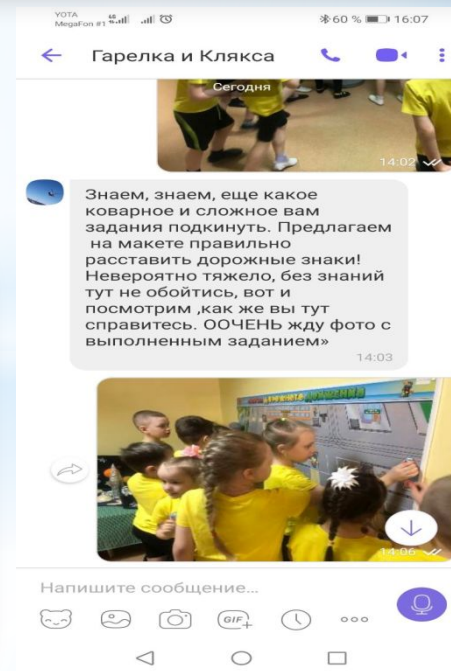 YOTA
MegaFon #1
60 % 16:07
Гарелка и Клякса
Сегодня
14:02
Знаем, знаем, еще какое
коварное и сложное вам
задания подкинуть. Предлагаем
на макете правильно
расставить дорожные знаки!
Невероятно тяжело, без знаний
тут не обойтись, вот и
посмотрим ,как же вы тут
справитесь. ООЧЕНЬ жду фото с
выполненным заданием»
14:03
ДВИЖЕНИЯ
14:06
Напишите сообщение...
GIF